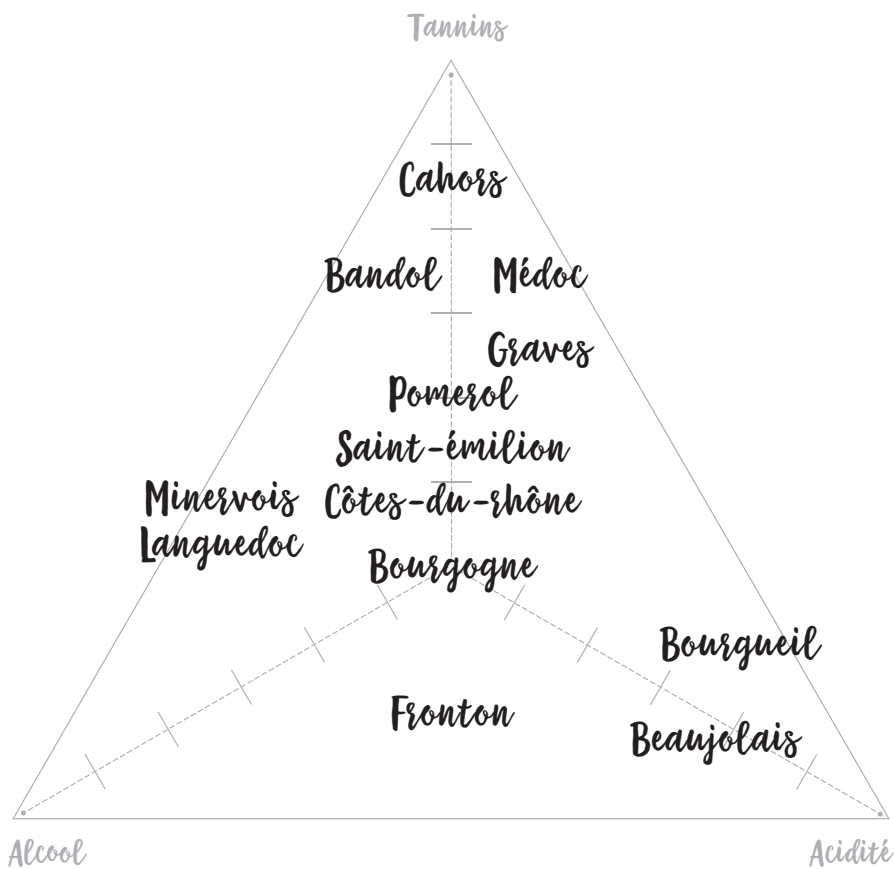 Tannins
Cahors
Bandol
Médoc
Graves
Pomerol
Saint-émilion
Minervois
Côtes-du-rhône
Languedoc
Bourgogne
Bourgueil
Fronton
Beaujolais
Alcool
Acidité